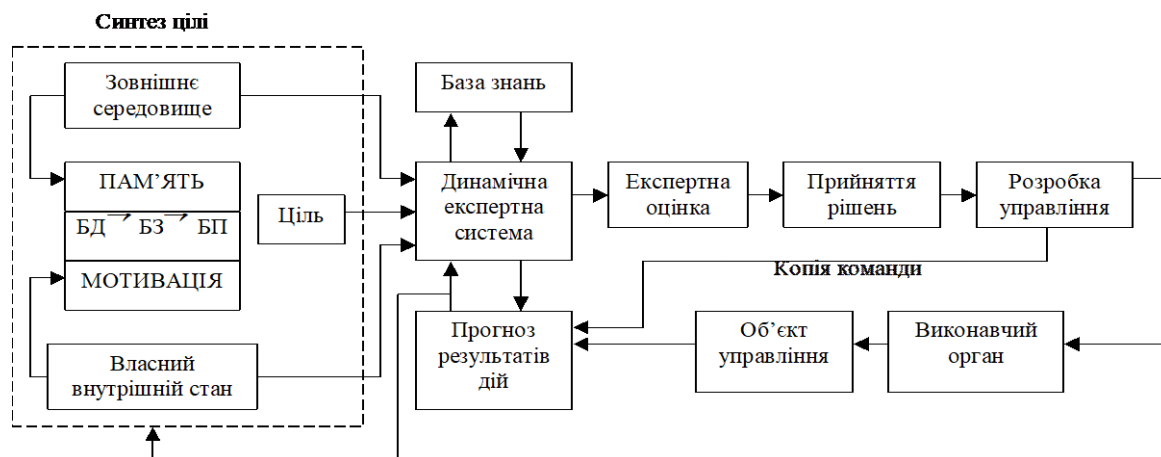 Синтез цілі
Зовнішнє
середовище
ПАМ’ЯТЬ
БД → БЗ → БП
МОТИВАЦІЯ
Ціль
Власний
внутрішній стан
База знань
Динамічна
експертна
система
Експертна
оцінка
Прийняття
рішень
Розробка
управління
Копія команди
Прогноз
результатів
дій
Об’єкт
управління
Виконавчий
орган